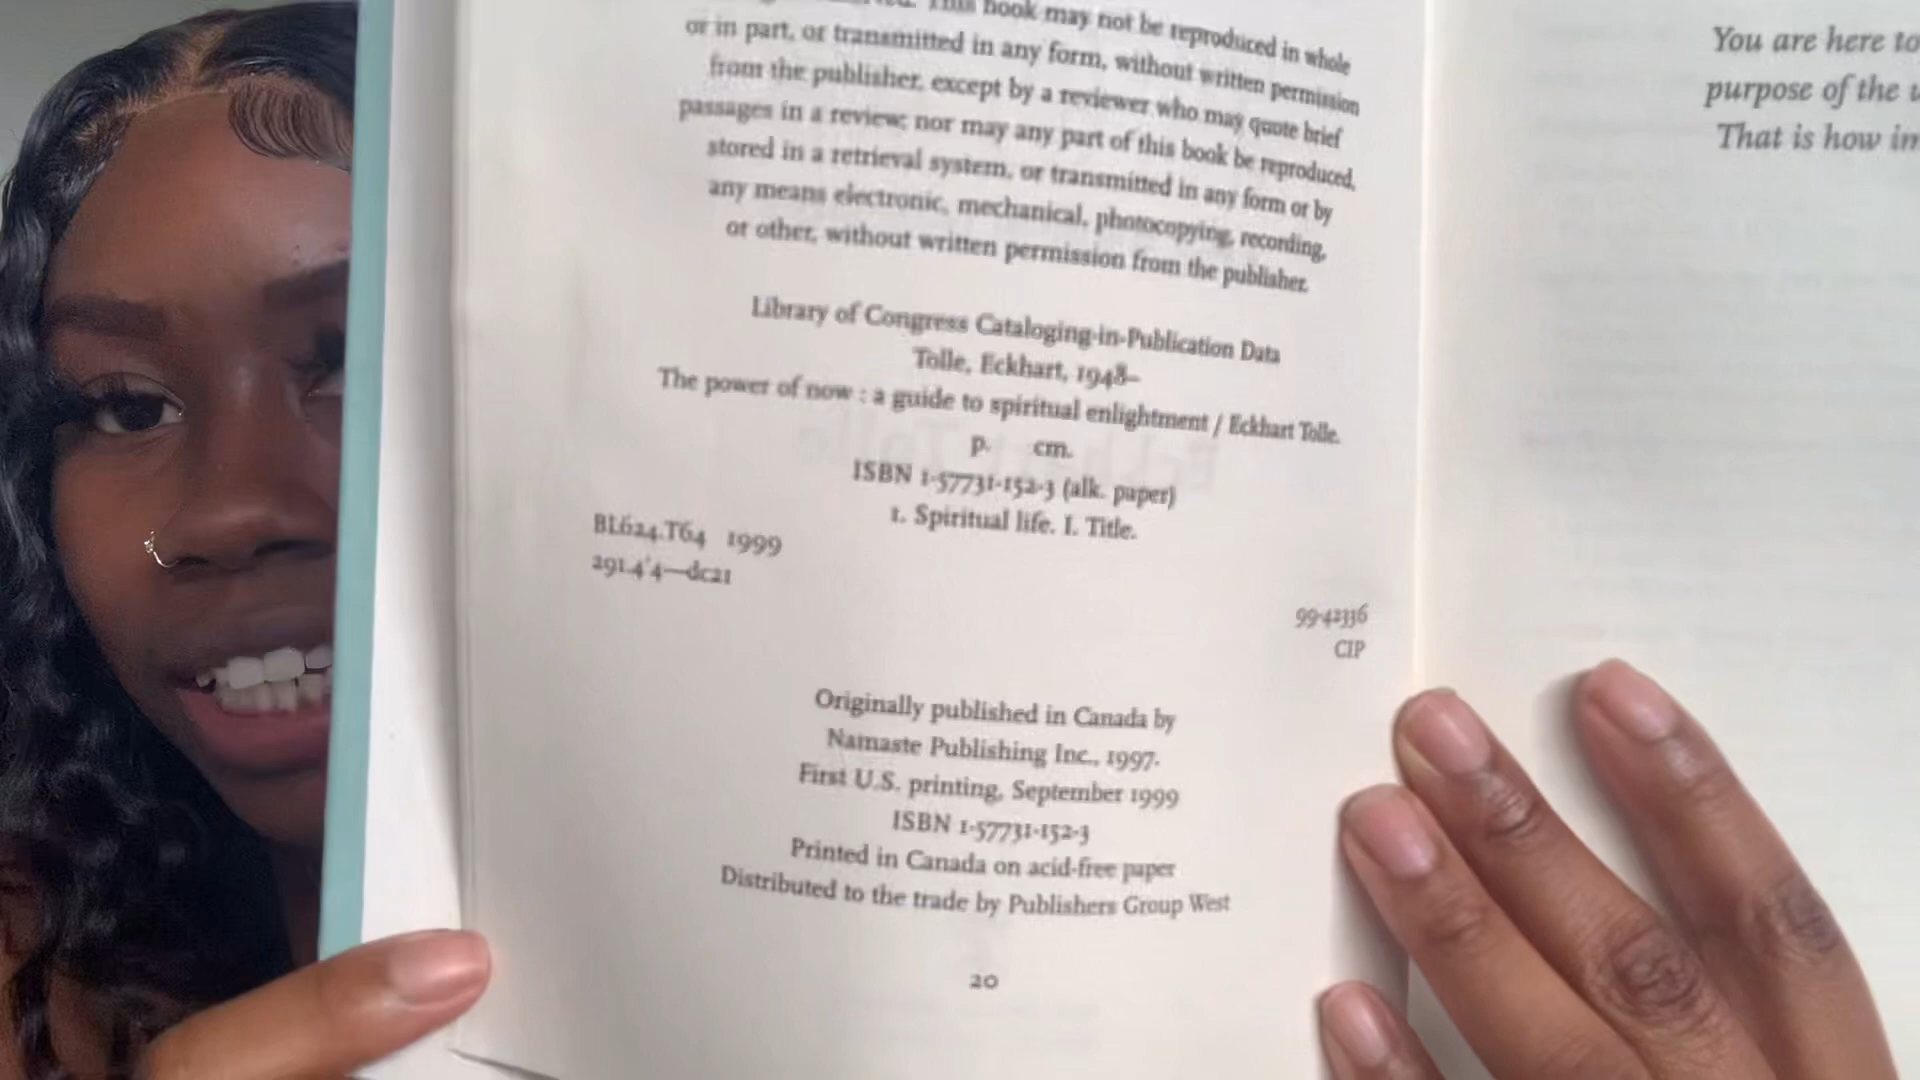 This book may not be reproduced in whole
or in part, or transmitted in any form, without written permission
from the publisher, except by a reviewer who may quote brief
passages in a review; nor may any part of this book be reproduced,
stored in a retrieval system, or transmitted in any form or by
any means electronic, mechanical, photocopying, recording,
or other, without written permission from the publisher.
Library of Congress Cataloging-in-Publication Data
Tolle, Eckhart, 1948–
The power of now : a guide to spiritual enlightment / Eckhart Tolle.
p. cm.
ISBN 1-57731-152-3 (alk. paper)
1. Spiritual life. I. Title.
BL624.T64 1999
291.4'4—dc21
99-42336
CIP
Originally published in Canada by
Namaste Publishing Inc., 1997.
First U.S. printing, September 1999
ISBN 1-57731-152-3
Printed in Canada on acid-free paper
Distributed to the trade by Publishers Group West
20
You are here to
purpose of the u
That is how im